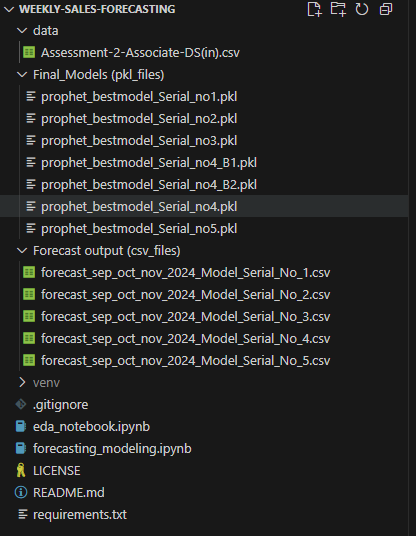 WEEKLY-SALES-FORECASTING
data
Assessment-2-Associate-DS(in).csv
Final_Models (pkl_files)
prophet_bestmodel_Serial_no1.pkl
prophet_bestmodel_Serial_no2.pkl
prophet_bestmodel_Serial_no3.pkl
prophet_bestmodel_Serial_no4_B1.pkl
prophet_bestmodel_Serial_no4_B2.pkl
prophet_bestmodel_Serial_no4.pkl
prophet_bestmodel_Serial_no5.pkl
Forecast output (csv_files)
forecast_sep_oct_nov_2024_Model_Serial_No_1.csv
forecast_sep_oct_nov_2024_Model_Serial_No_2.csv
forecast_sep_oct_nov_2024_Model_Serial_No_3.csv
forecast_sep_oct_nov_2024_Model_Serial_No_4.csv
forecast_sep_oct_nov_2024_Model_Serial_No_5.csv
venv
.gitignore
eda_notebook.ipynb
forecasting_modeling.ipynb
LICENSE
README.md
requirements.txt